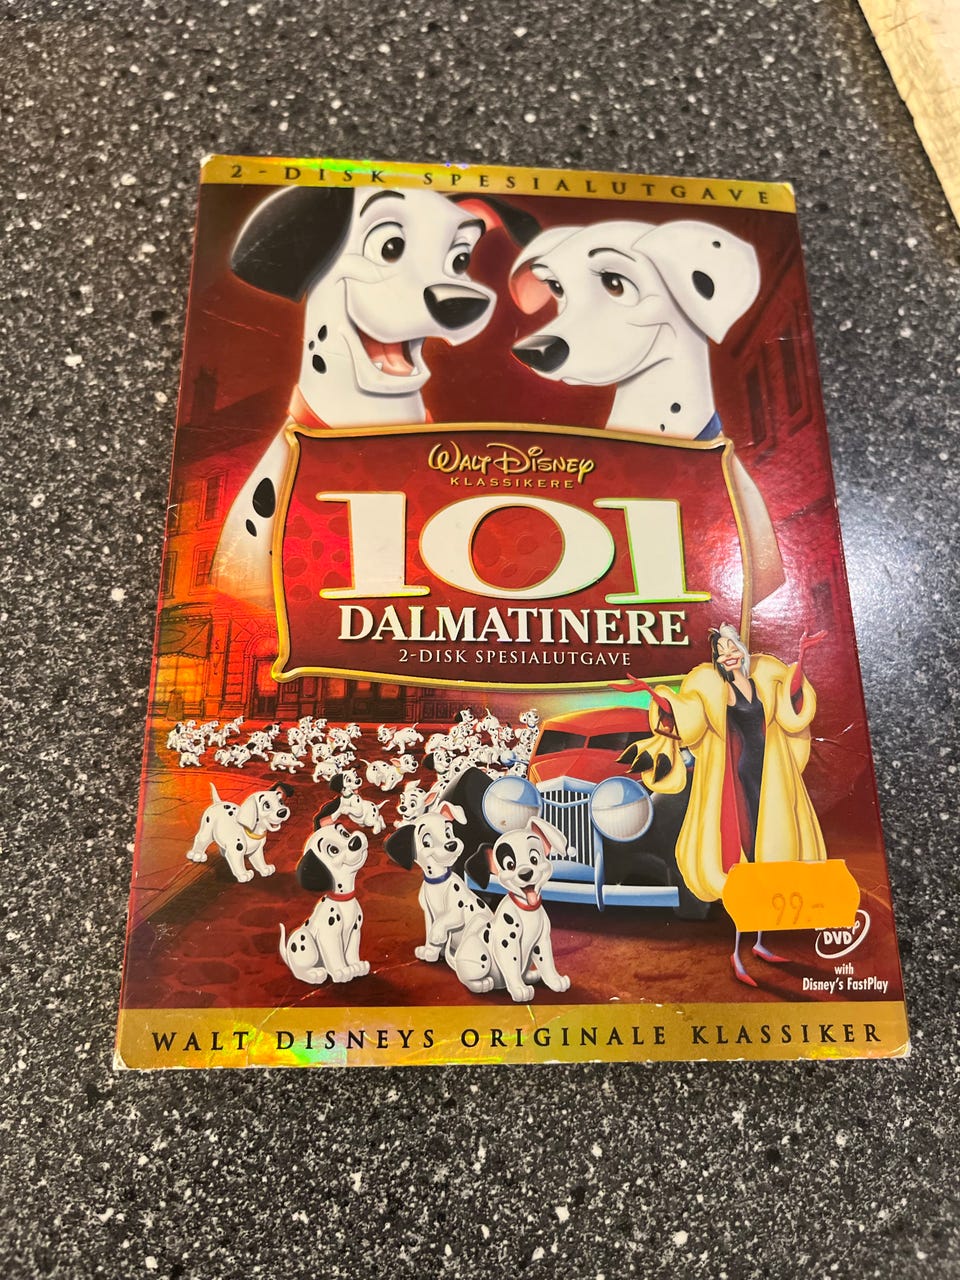 2-DISK SPESIALUTGAVE
WALT DISNEY
KLASSIKERE
101
DALMATINERE
2-DISK SPESIALUTGAVE
99.-
DVD
with
Disney's FastPlay
WALT DISNEYS ORIGINALE KLASSIKER